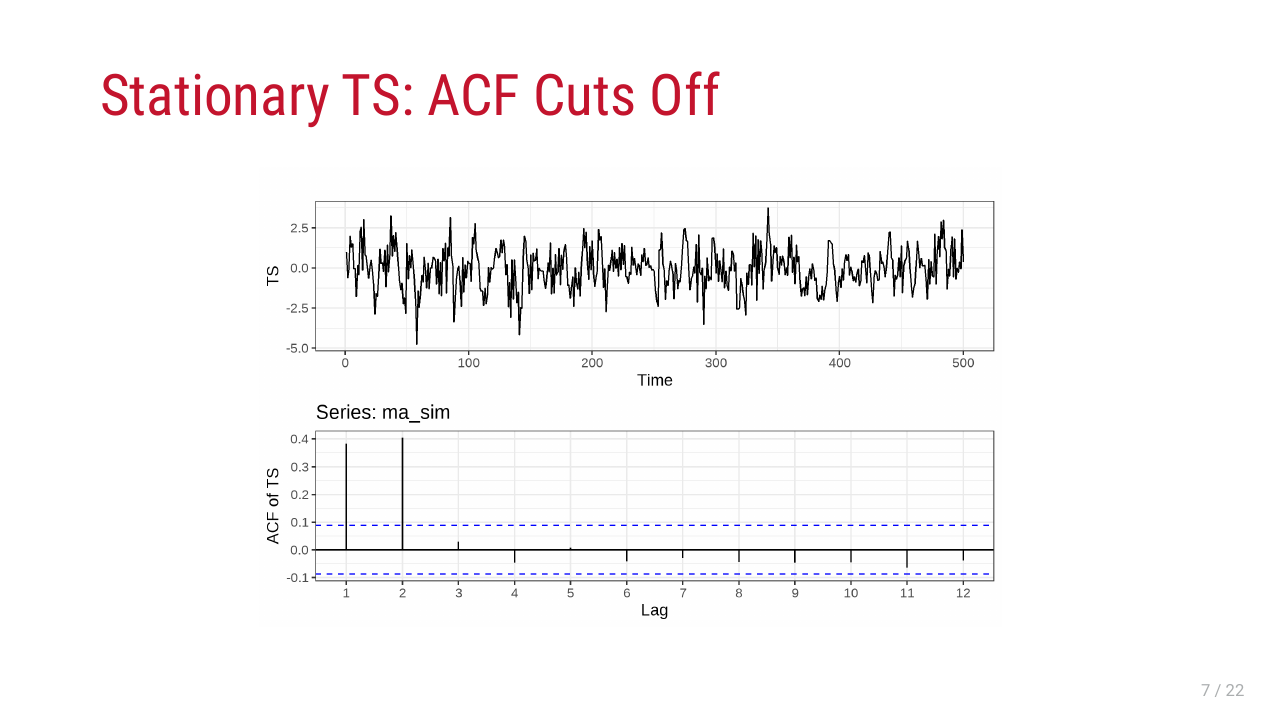 Stationary TS: ACF Cuts Off
2.5
0.0
-2.5
-5.0
TS
0 100 200 300 400 500
Time
Series: ma_sim
0.4
0.3
0.2
0.1
0.0
-0.1
ACF of TS
1 2 3 4 5 6 7 8 9 10 11 12
Lag
7 / 22